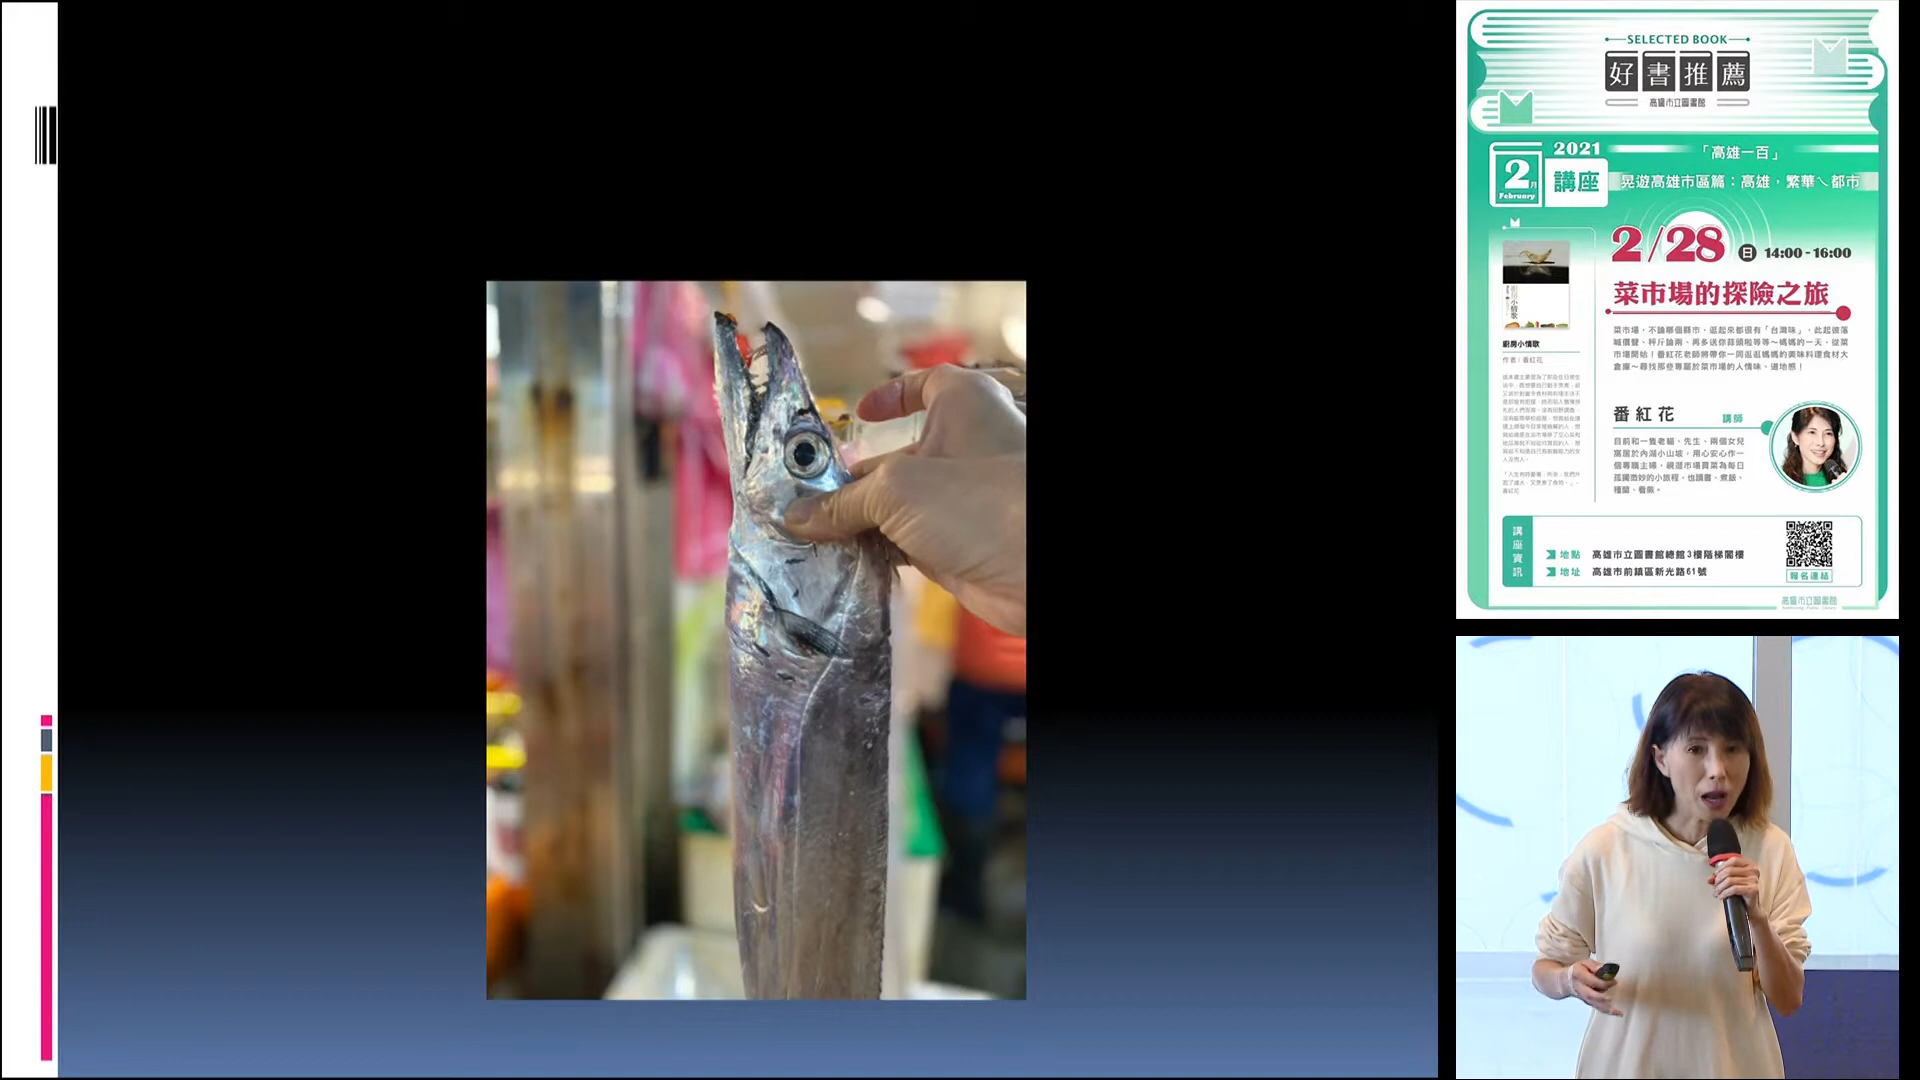 SELECTED BOOK
好書推薦
高雄市立圖書館
2021
2月
February
講座
「高雄一百」
晃遊高雄市區篇：高雄，繁華ㄟ都市
2/28 日 14:00 - 16:00
菜市場的探險之旅
菜市場，不論哪個縣市，逛起來都很有「台灣味」，此起彼落
喊價聲、秤斤論兩、再多送你蒜頭啦等等～媽媽的一天，從菜
市場開始！番紅花老師將帶你一同逛逛媽媽的美味料理食材大
倉庫～尋找那些專屬於菜市場的人情味、道地感！
廚房小情歌
作者 / 番紅花
番紅花 講師
目前和一隻老貓、先生、兩個女兒
窩居於內湖小山坡，用心安心作一
個專職主婦，視逛市場買菜為每日
孤獨微妙的小旅程，也讀書、煮飯、
種蘭、看蕨。
講座資訊
地點 高雄市立圖書館總館3樓階梯閣樓
地址 高雄市前鎮區新光路61號
報名連結
高雄市立圖書館